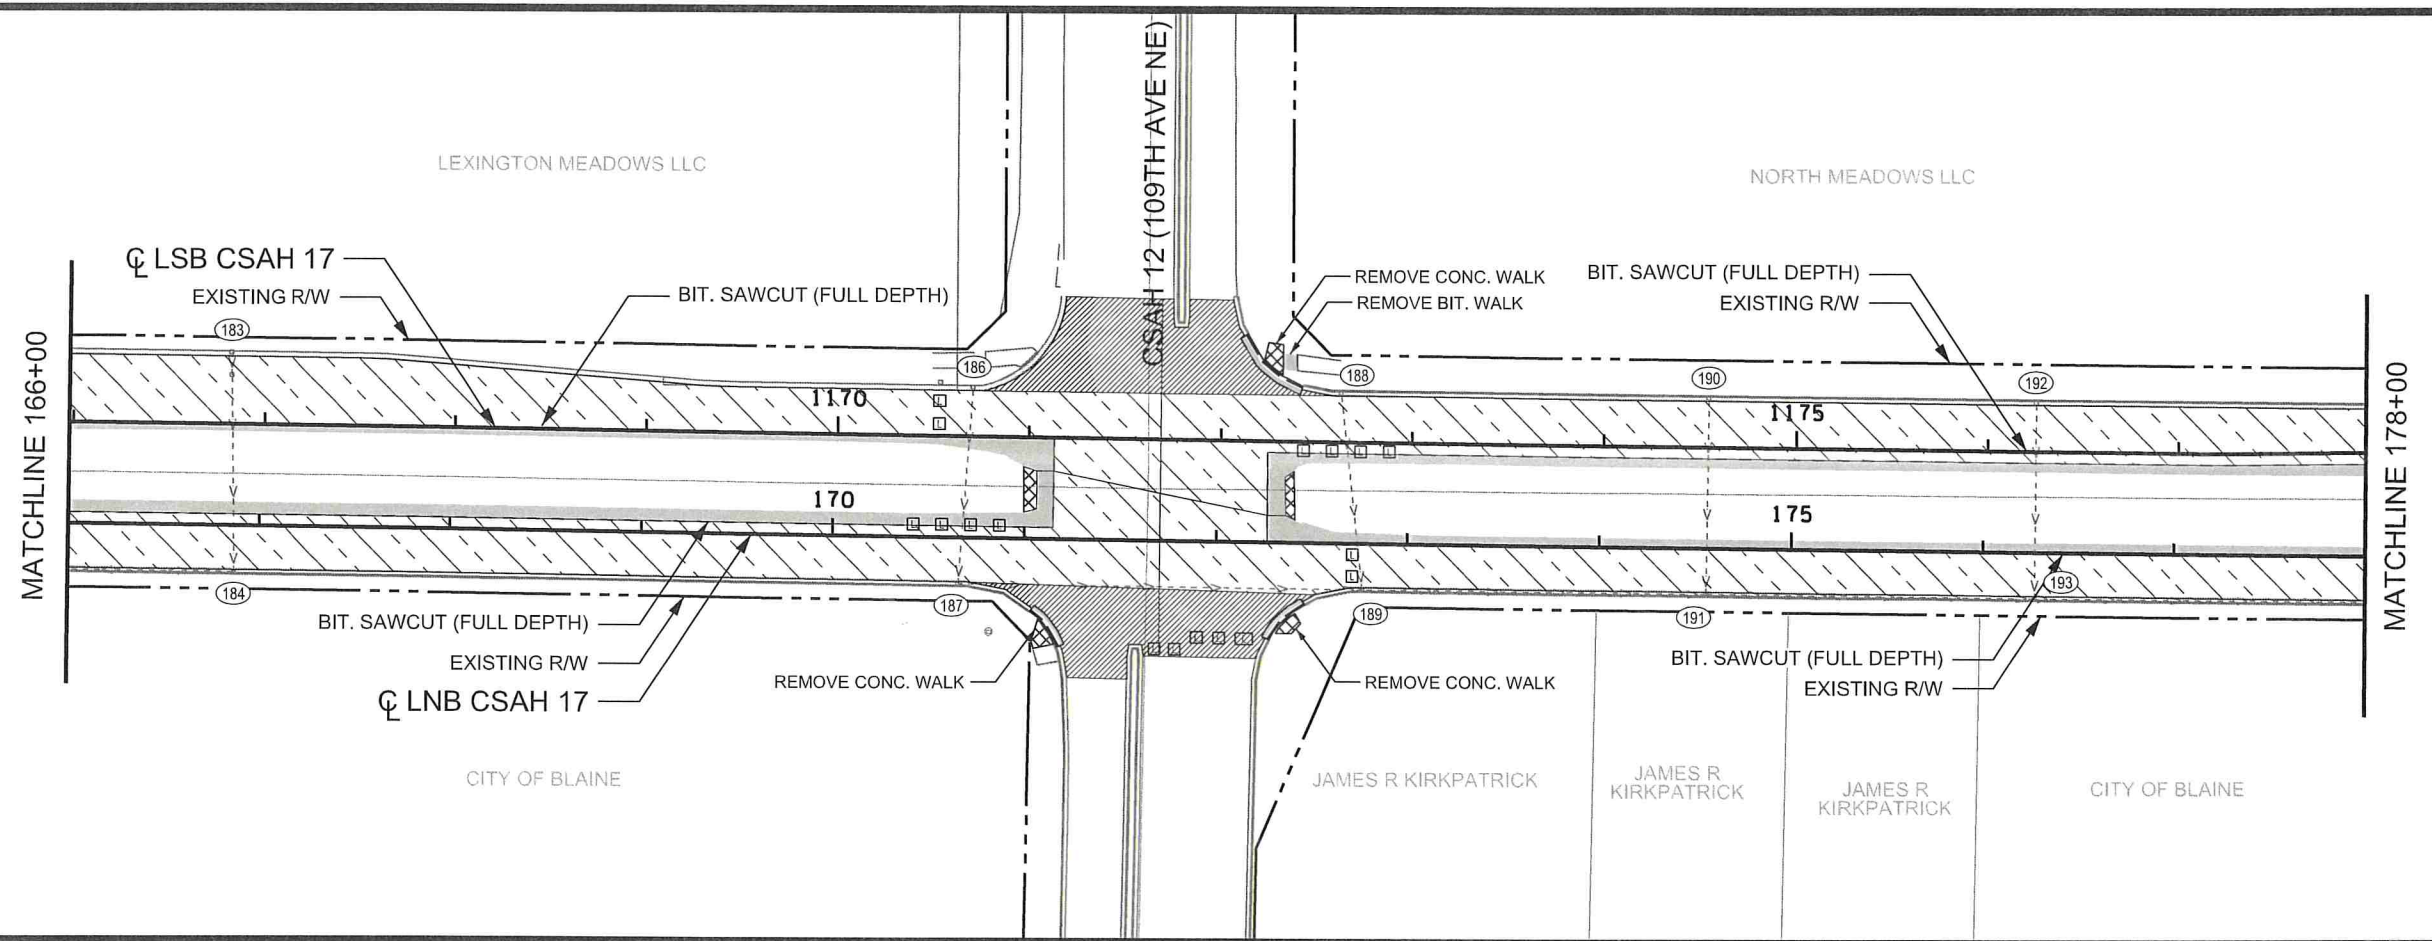 CSAH 12 (109TH AVE NE)
LEXINGTON MEADOWS LLC
NORTH MEADOWS LLC
℄ LSB CSAH 17
EXISTING R/W
BIT. SAWCUT (FULL DEPTH)
REMOVE CONC. WALK
REMOVE BIT. WALK
BIT. SAWCUT (FULL DEPTH)
EXISTING R/W
MATCHLINE 166+00
MATCHLINE 178+00
183
186
188
190
192
1170
1175
L
L
L
L
L
L
170
175
L
L
L
L
L
L
184
187
189
191
193
L
L
L
L
L
BIT. SAWCUT (FULL DEPTH)
EXISTING R/W
℄ LNB CSAH 17
REMOVE CONC. WALK
REMOVE CONC. WALK
BIT. SAWCUT (FULL DEPTH)
EXISTING R/W
CITY OF BLAINE
JAMES R KIRKPATRICK
JAMES R
KIRKPATRICK
JAMES R
KIRKPATRICK
CITY OF BLAINE